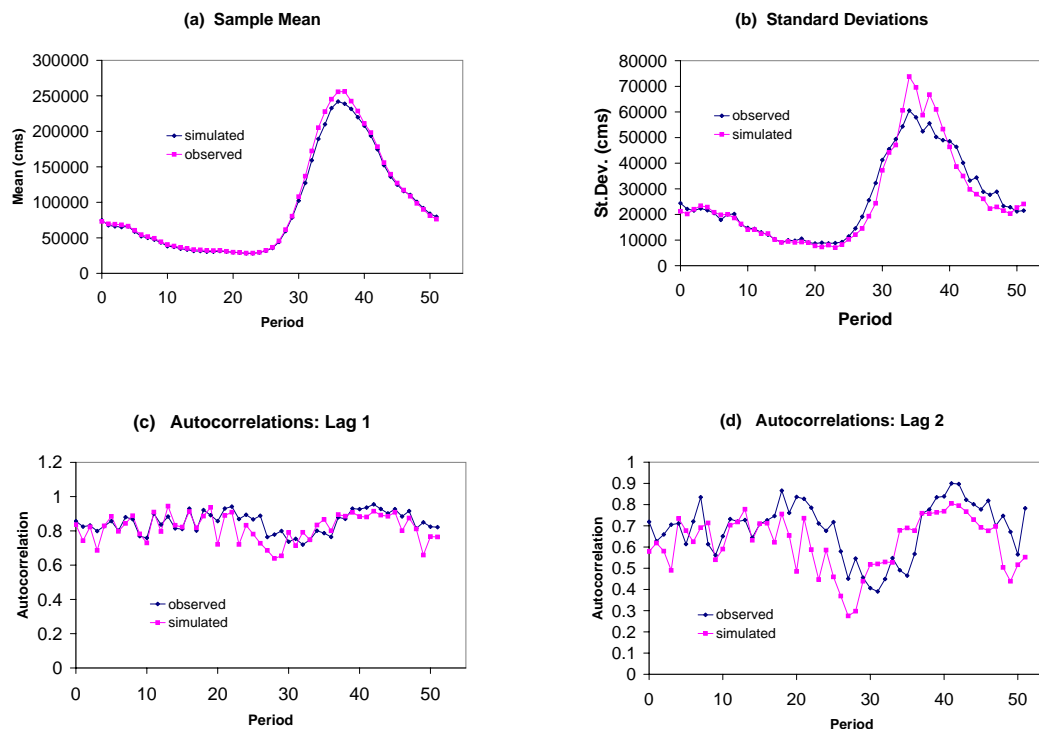 (a) Sample Mean
300000
250000
200000
150000
100000
50000
0
Mean (cms)
simulated
observed
0 10 20 30 40 50
Period
(b) Standard Deviations
80000
70000
60000
50000
40000
30000
20000
10000
0
St.Dev. (cms)
observed
simulated
0 10 20 30 40 50
Period
(c) Autocorrelations: Lag 1
1.2
1
0.8
0.6
0.4
0.2
0
Autocorrelation
observed
simulated
0 10 20 30 40 50
Period
(d) Autocorrelations: Lag 2
1
0.9
0.8
0.7
0.6
0.5
0.4
0.3
0.2
0.1
0
Autocorrelation
observed
simulated
0 10 20 30 40 50
Period